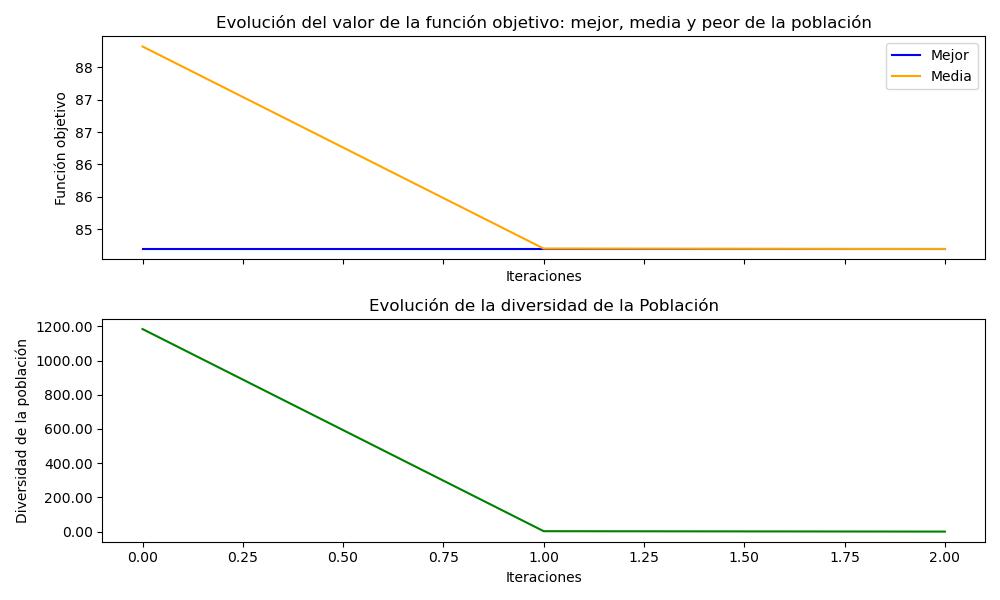 Evolución del valor de la función objetivo: mejor, media y peor de la población
Mejor
Media
Función objetivo
88
87
87
86
86
85
Iteraciones
Evolución de la diversidad de la Población
Diversidad de la población
1200.00
1000.00
800.00
600.00
400.00
200.00
0.00
0.00 0.25 0.50 0.75 1.00 1.25 1.50 1.75 2.00
Iteraciones